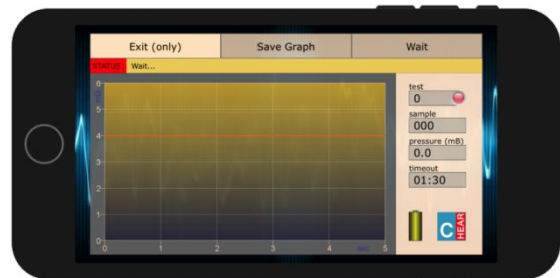 Exit (only)
Save Graph
Wait
STATUS
Wait...
6
5
4
3
2
1
0
0
1
2
3
4
5
SEC
test
0
sample
000
pressure (mB)
0.0
timeout
01:30
C
HEAR